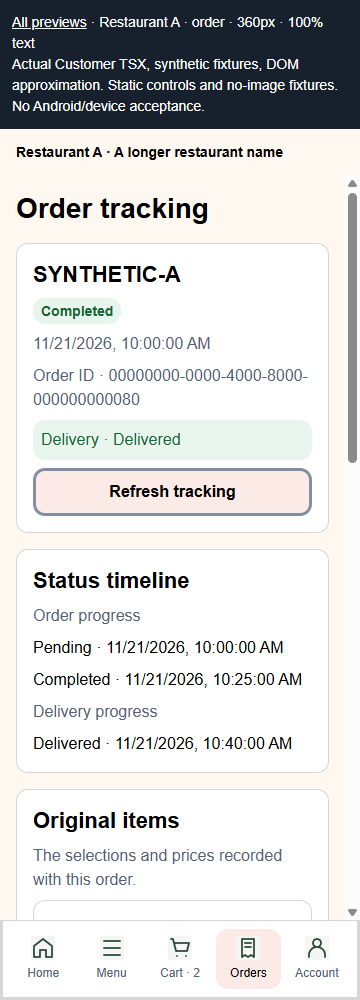 All previews · Restaurant A · order · 360px · 100%
text
Actual Customer TSX, synthetic fixtures, DOM
approximation. Static controls and no-image fixtures.
No Android/device acceptance.
Restaurant A · A longer restaurant name
Order tracking
SYNTHETIC-A
Completed
11/21/2026, 10:00:00 AM
Order ID · 00000000-0000-4000-8000-
000000000080
Delivery · Delivered
Refresh tracking
Status timeline
Order progress
Pending · 11/21/2026, 10:00:00 AM
Completed · 11/21/2026, 10:25:00 AM
Delivery progress
Delivered · 11/21/2026, 10:40:00 AM
Original items
The selections and prices recorded
with this order.
Home
Menu
Cart · 2
Orders
Account